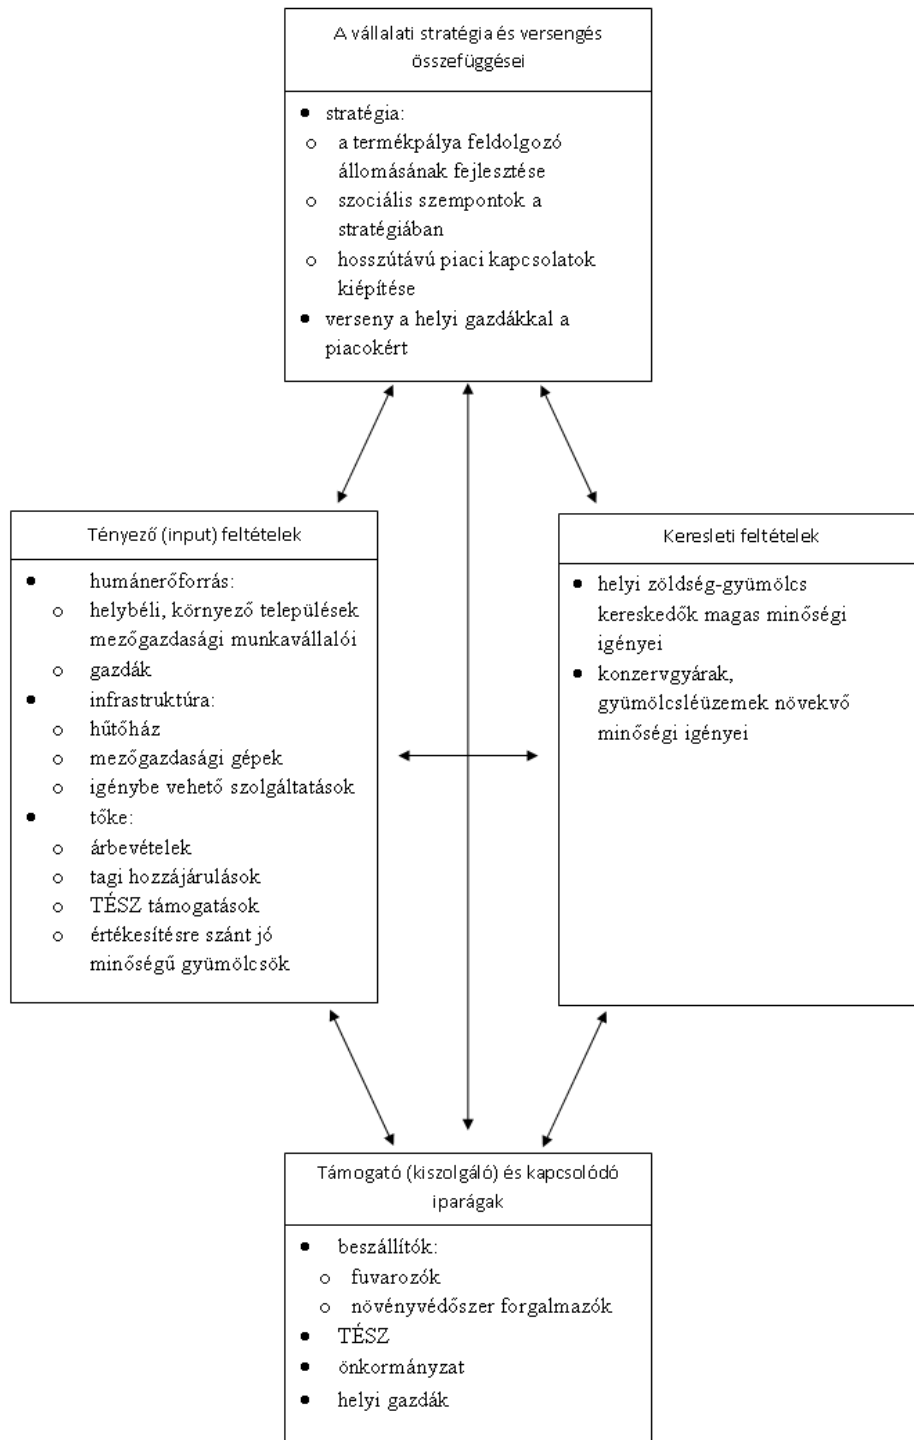 A vállalati stratégia és versengés
összefüggései
• stratégia:
o a termékpálya feldolgozó
állomásának fejlesztése
o szociális szempontok a
stratégiában
o hosszútávú piaci kapcsolatok
kiépítése
• verseny a helyi gazdákkal a
piacokért
Tényező (input) feltételek
• humánerőforrás:
o helybéli, környező települések
mezőgazdasági munkavállalói
o gazdák
• infrastruktúra:
o hűtőház
o mezőgazdasági gépek
o igénybe vehető szolgáltatások
• tőke:
o árbevételek
o tagi hozzájárulások
o TÉSZ támogatások
o értékesítésre szánt jó
minőségű gyümölcsök
Keresleti feltételek
• helyi zöldség-gyümölcs
kereskedők magas minőségi
igényei
• konzervgyárak,
gyümölcsléüzemek növekvő
minőségi igényei
Támogató (kiszolgáló) és kapcsolódó
iparágak
• beszállítók:
o fuvarozók
o növényvédőszer forgalmazók
• TÉSZ
• önkormányzat
• helyi gazdák